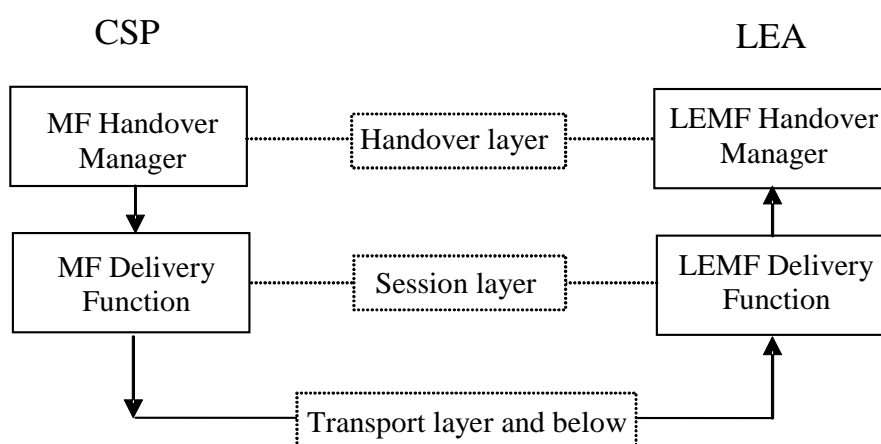 CSP
LEA
MF Handover
Manager
Handover layer
LEMF Handover
Manager
MF Delivery
Function
Session layer
LEMF Delivery
Function
Transport layer and below